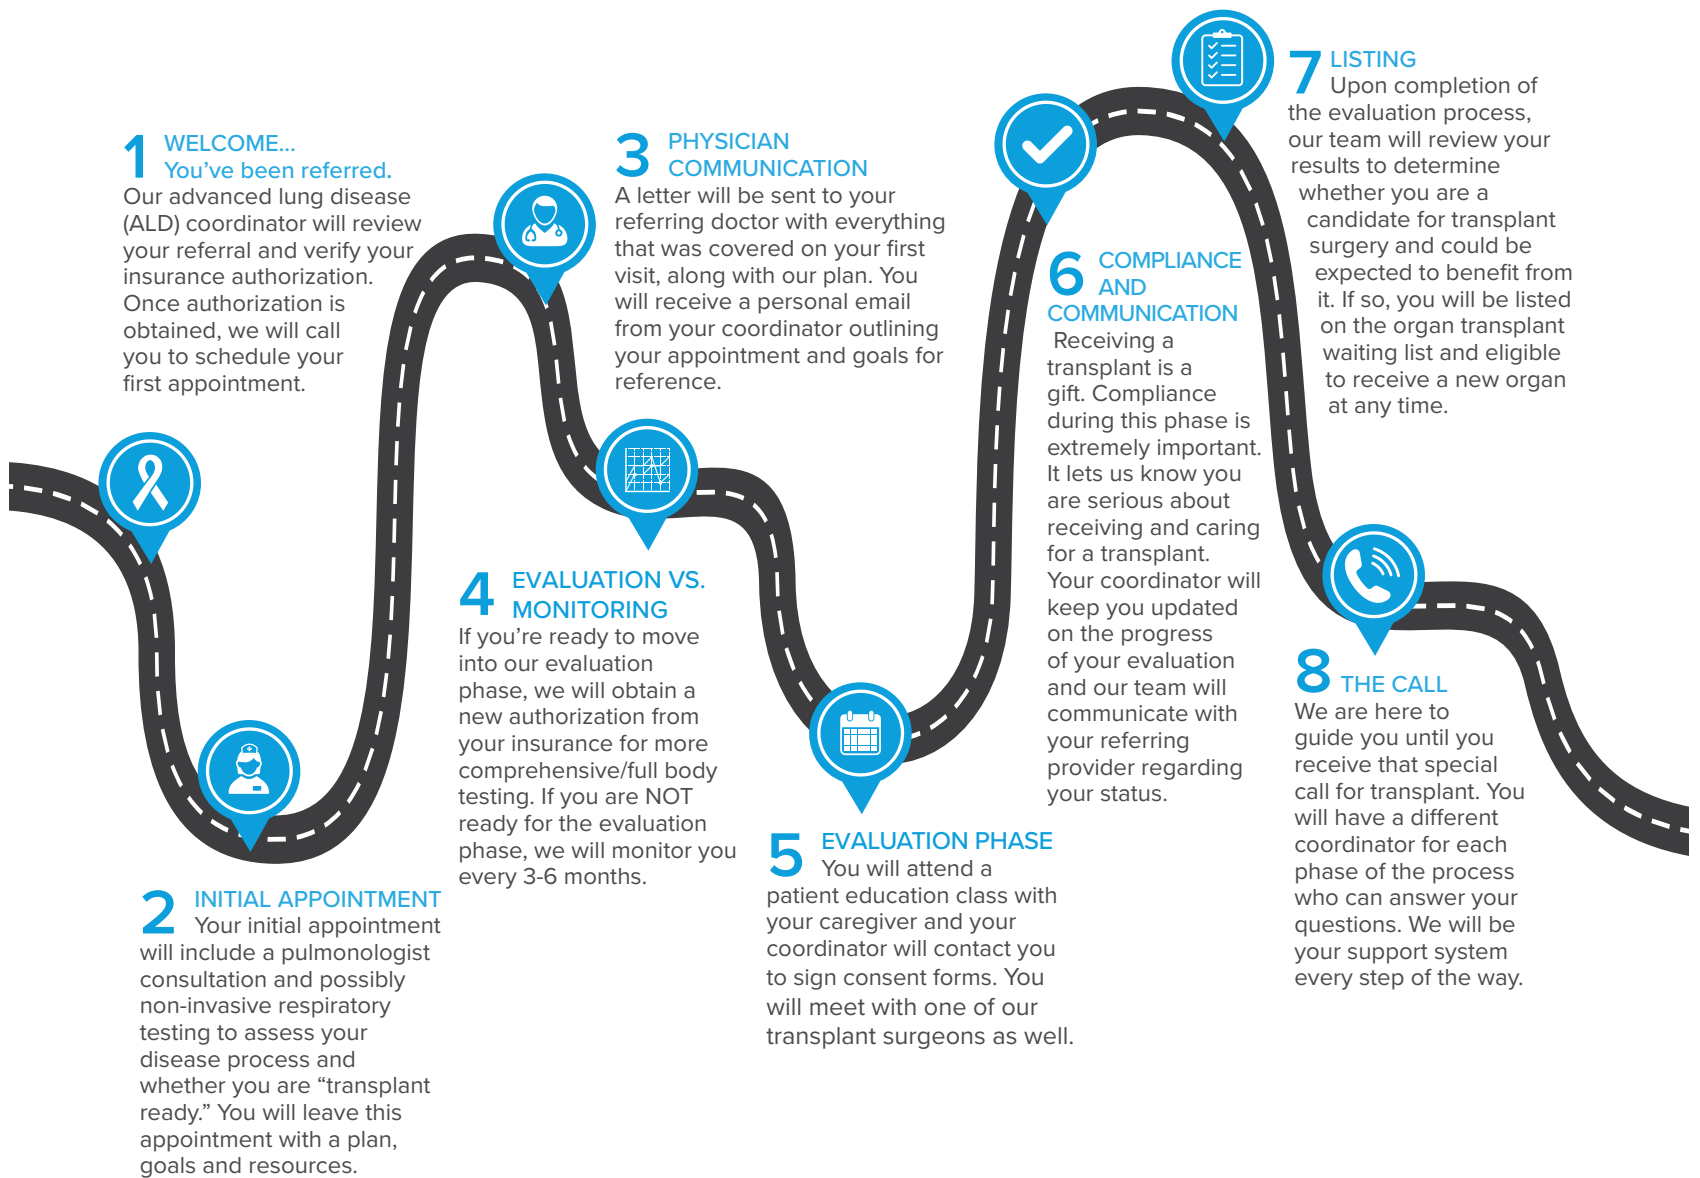 1 WELCOME...
You’ve been referred.
Our advanced lung disease
(ALD) coordinator will review
your referral and verify your
insurance authorization.
Once authorization is
obtained, we will call
you to schedule your
first appointment.
2 INITIAL APPOINTMENT
Your initial appointment
will include a pulmonologist
consultation and possibly
non-invasive respiratory
testing to assess your
disease process and
whether you are “transplant
ready.” You will leave this
appointment with a plan,
goals and resources.
3 PHYSICIAN
COMMUNICATION
A letter will be sent to your
referring doctor with everything
that was covered on your first
visit, along with our plan. You
will receive a personal email
from your coordinator outlining
your appointment and goals for
reference.
4 EVALUATION VS.
MONITORING
If you’re ready to move
into our evaluation
phase, we will obtain a
new authorization from
your insurance for more
comprehensive/full body
testing. If you are NOT
ready for the evaluation
phase, we will monitor you
every 3-6 months.
5 EVALUATION PHASE
You will attend a
patient education class with
your caregiver and your
coordinator will contact you
to sign consent forms. You
will meet with one of our
transplant surgeons as well.
6 COMPLIANCE
AND
COMMUNICATION
Receiving a
transplant is a
gift. Compliance
during this phase is
extremely important.
It lets us know you
are serious about
receiving and caring
for a transplant.
Your coordinator will
keep you updated
on the progress
of your evaluation
and our team will
communicate with
your referring
provider regarding
your status.
7 LISTING
Upon completion of
the evaluation process,
our team will review your
results to determine
whether you are a
candidate for transplant
surgery and could be
expected to benefit from
it. If so, you will be listed
on the organ transplant
waiting list and eligible
to receive a new organ
at any time.
8 THE CALL
We are here to
guide you until you
receive that special
call for transplant. You
will have a different
coordinator for each
phase of the process
who can answer your
questions. We will be
your support system
every step of the way.